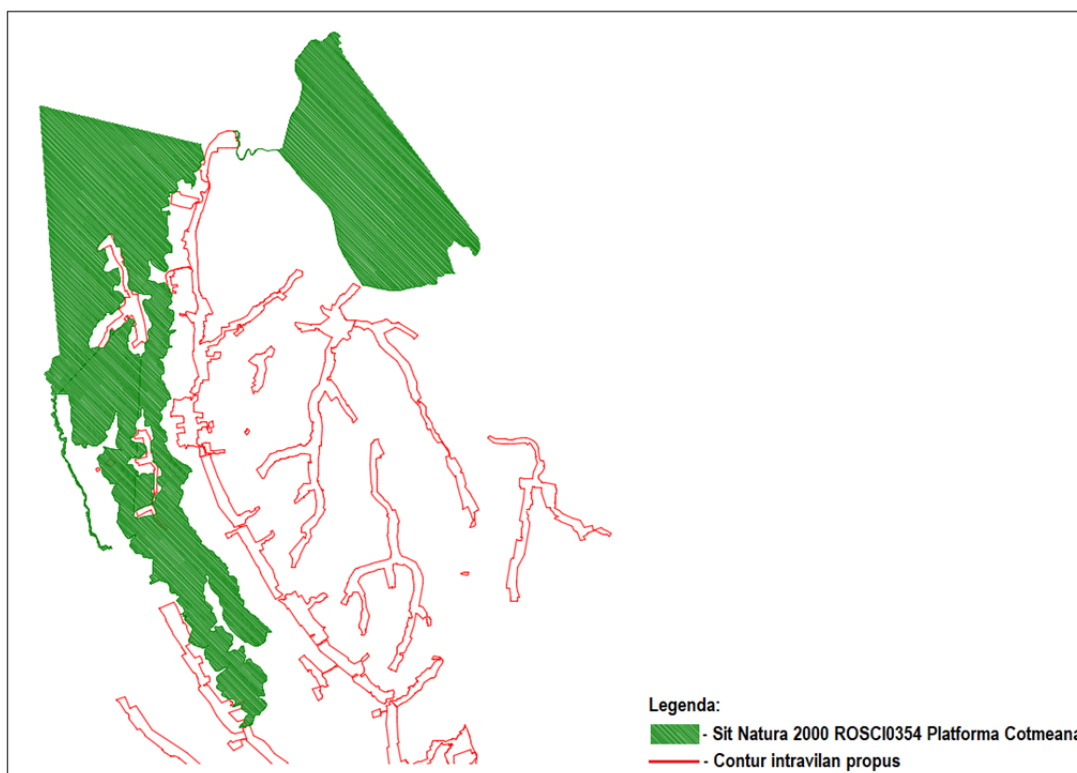 Legenda:
- Sit Natura 2000 ROSCI0354 Platforma Cotmeana
- Contur intravilan propus